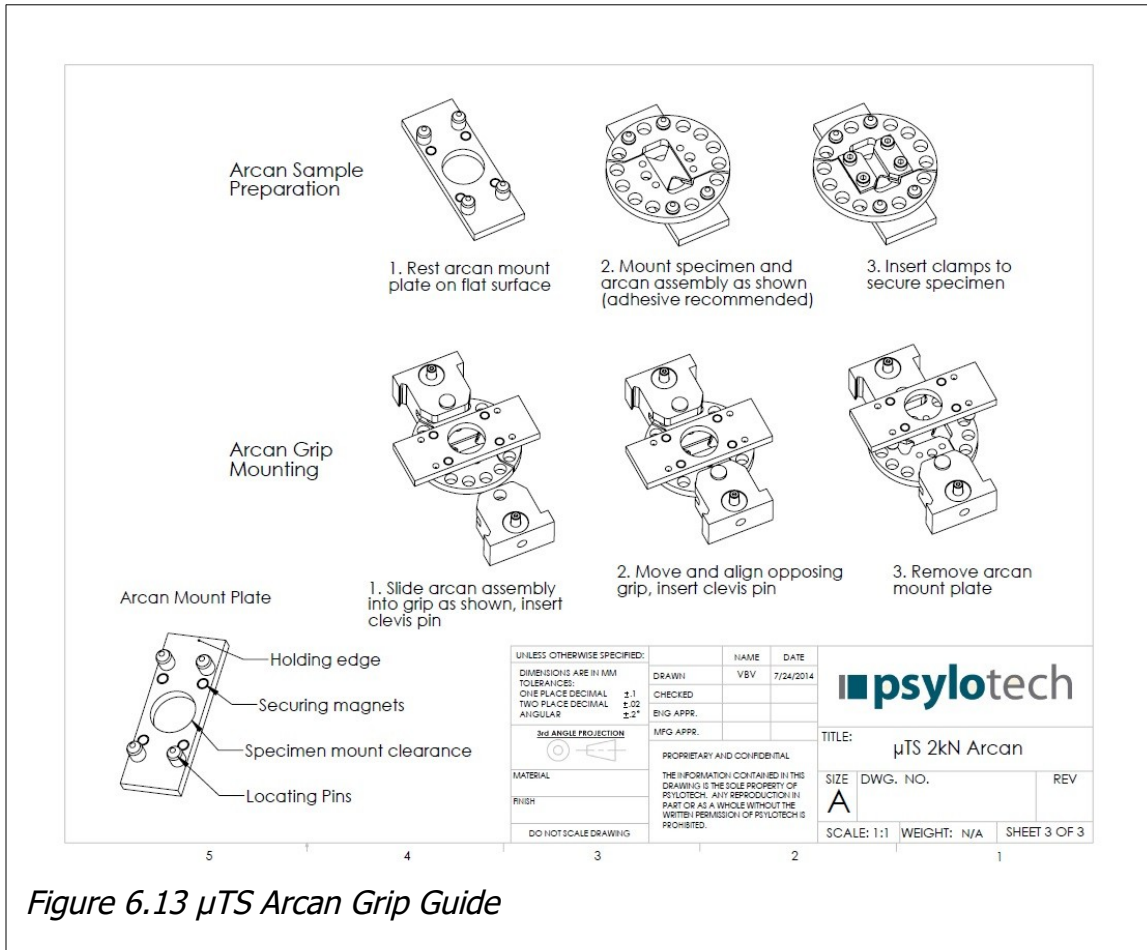 Arcan Sample
Preparation
1. Rest arcan mount
plate on flat surface
2. Mount specimen and
arcan assembly as shown
(adhesive recommended)
3. Insert clamps to
secure specimen
Arcan Grip
Mounting
1. Slide arcan assembly
into grip as shown, insert
clevis pin
2. Move and align opposing
grip, insert clevis pin
3. Remove arcan
mount plate
Arcan Mount Plate
Holding edge
Securing magnets
Specimen mount clearance
Locating Pins
UNLESS OTHERWISE SPECIFIED:
DIMENSIONS ARE IN MM
TOLERANCES:
ONE PLACE DECIMAL ±.1
TWO PLACE DECIMAL ±.02
ANGULAR ±.2°
3rd ANGLE PROJECTION
MATERIAL
FINISH
DO NOT SCALE DRAWING
NAME DATE
DRAWN VBV 7/24/2014
CHECKED
ENG APPR.
MFG APPR.
PROPRIETARY AND CONFIDENTIAL
THE INFORMATION CONTAINED IN THIS
DRAWING IS THE SOLE PROPERTY OF
PSYLOTECH. ANY REPRODUCTION IN
PART OR AS A WHOLE WITHOUT THE
WRITTEN PERMISSION OF PSYLOTECH IS
PROHIBITED.
psylotech
TITLE:
µTS 2kN Arcan
SIZE DWG. NO. REV
A
SCALE: 1:1 WEIGHT: N/A SHEET 3 OF 3
5 4 3 2 1
Figure 6.13 µTS Arcan Grip Guide